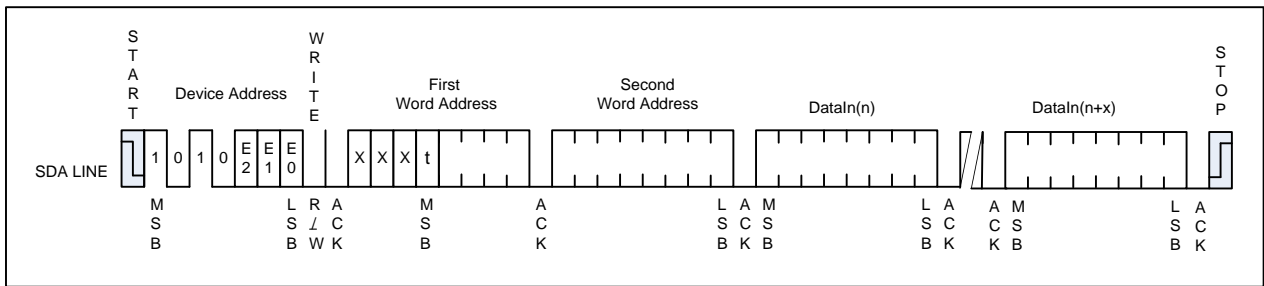 START
WRITE
STOP
Device Address
First
Word Address
Second
Word Address
DataIn(n)
DataIn(n+x)
SDA LINE
1 0 1 0 E2 E1 E0 X X X t
MSB LSB R/W ACK MSB ACK LSB ACK MSB LSB ACK ACK MSB LSB ACK